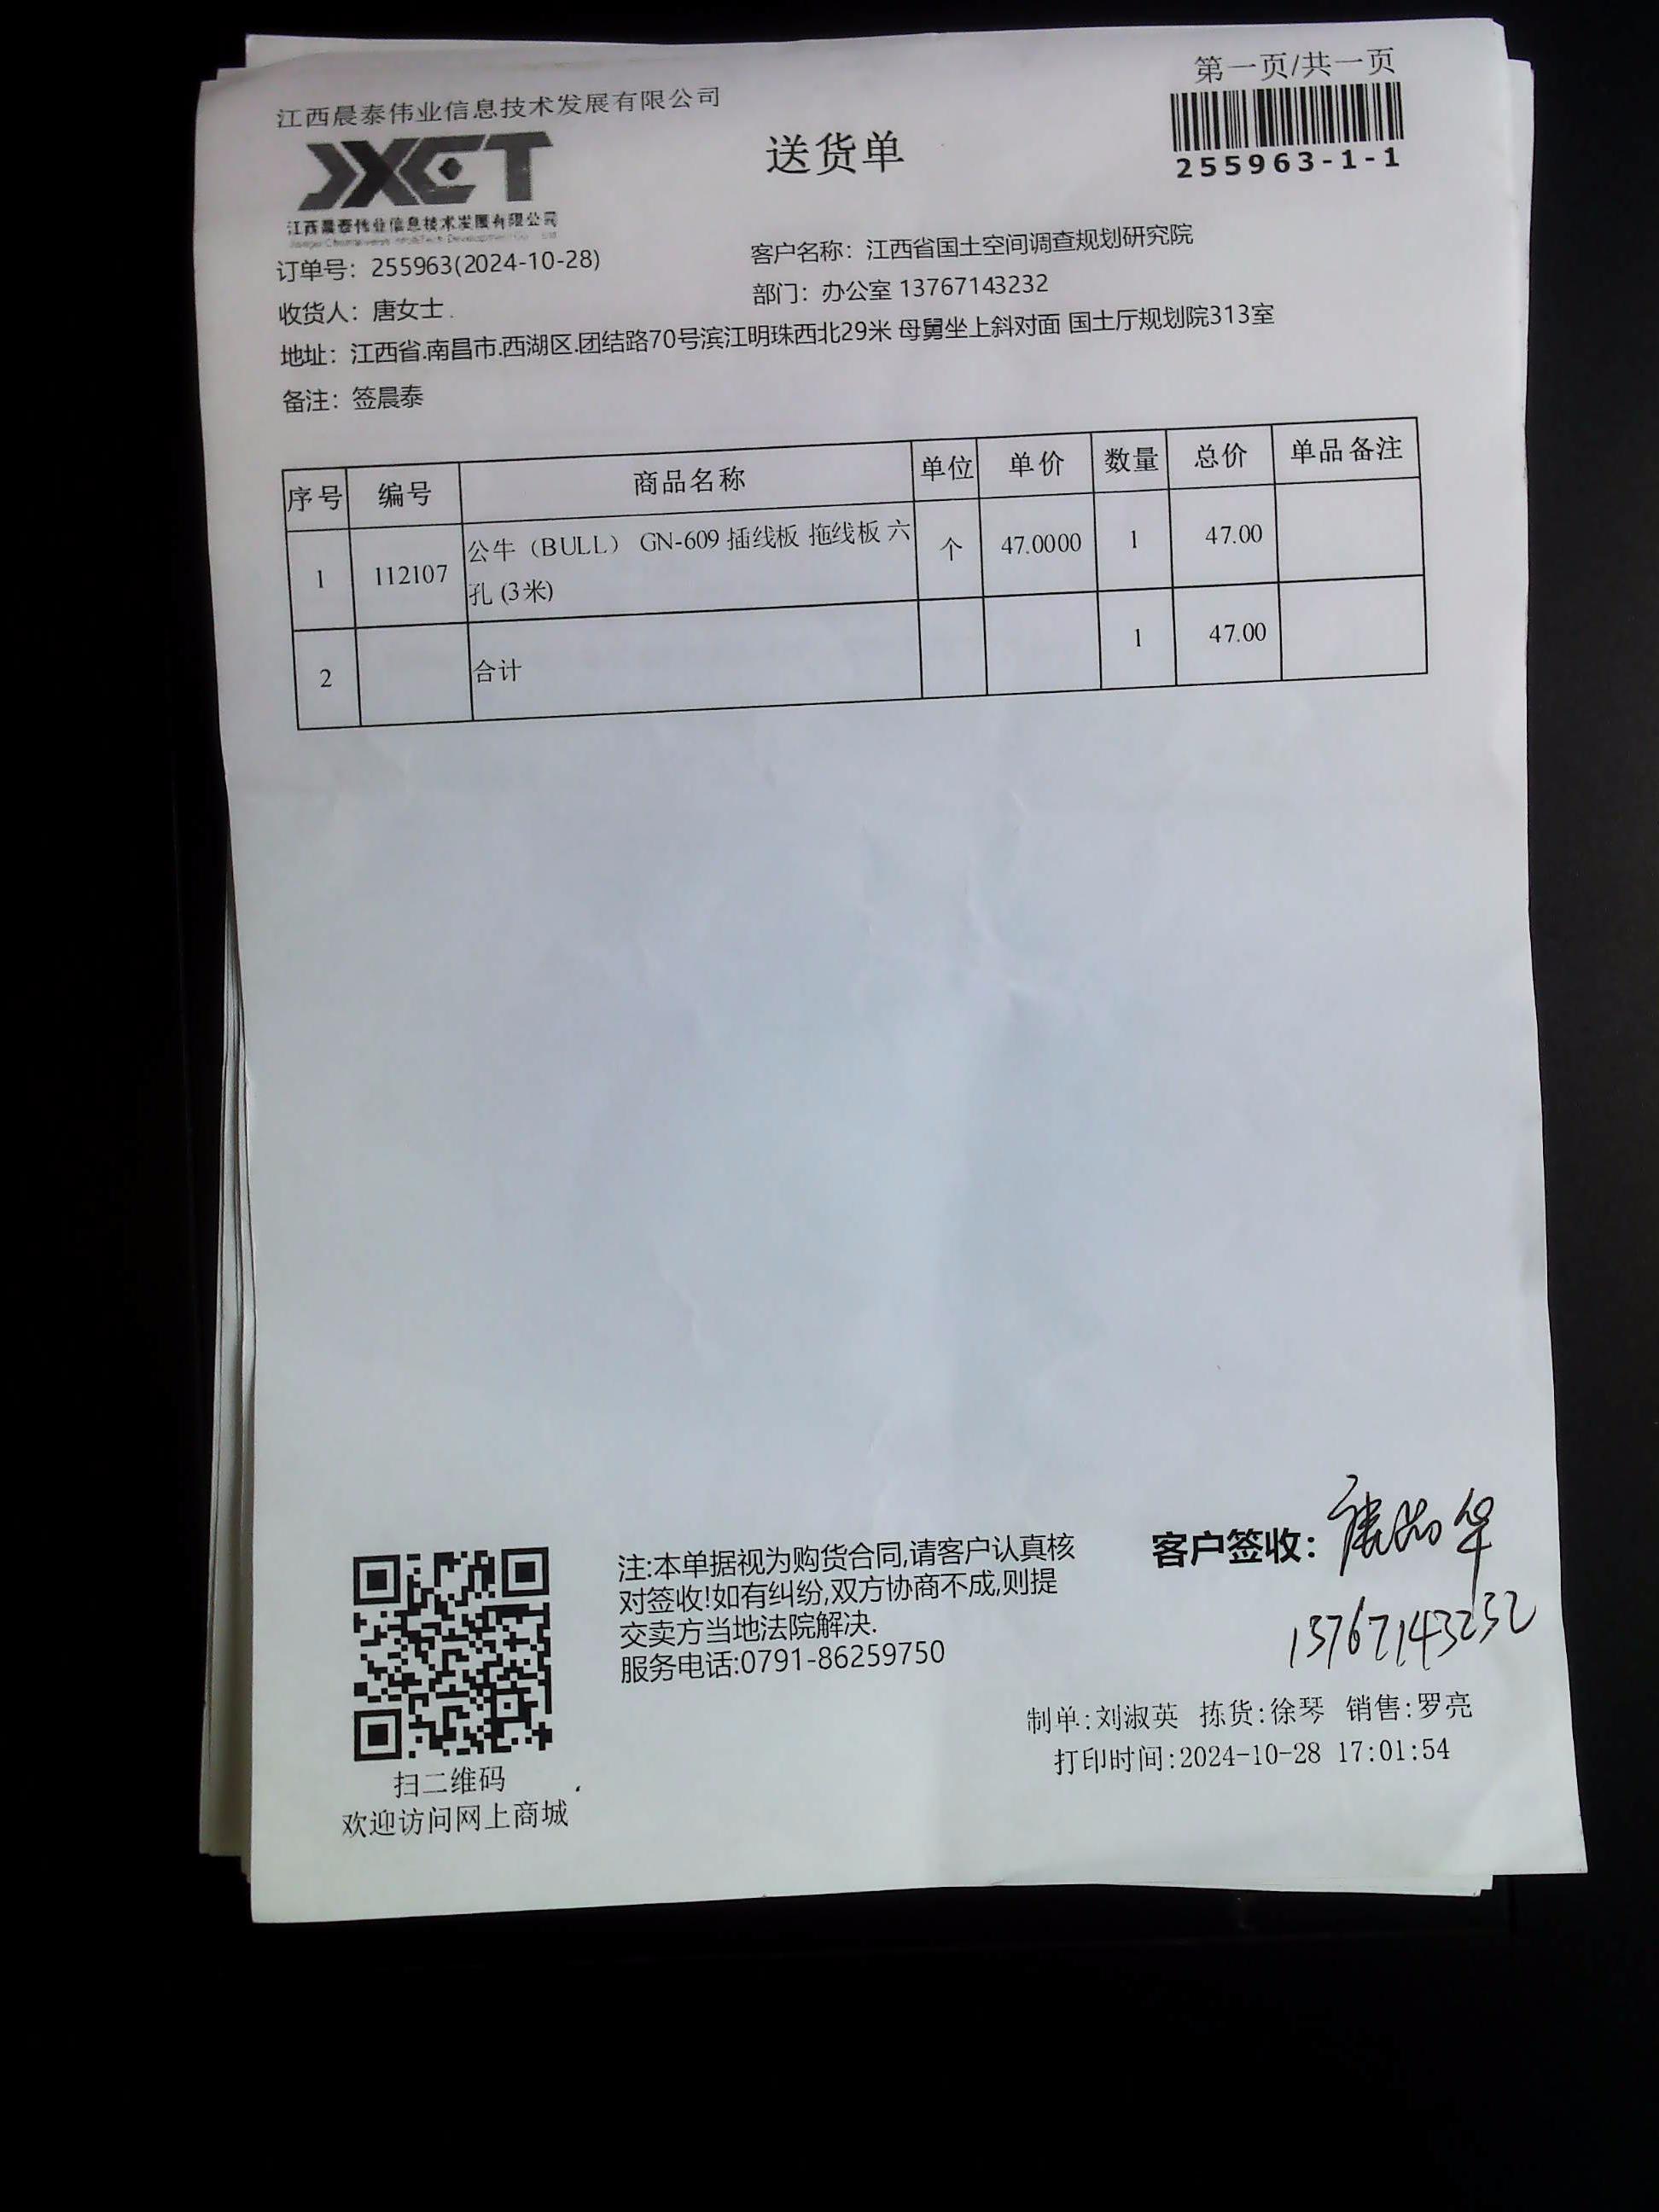 第一页/共一页
江西晨泰伟业信息技术发展有限公司
送货单
255963-1-1
JXCT
江西晨泰伟业信息技术发展有限公司
订单号：255963(2024-10-28)
客户名称：江西省国土空间调查规划研究院
收货人：唐女士
部门：办公室 13767143232
地址：江西省.南昌市.西湖区.团结路70号滨江明珠西北29米 母舅坐上斜对面 国土厅规划院313室
备注：签晨泰
序号 编号 商品名称 单位 单价 数量 总价 单品备注
1 112107 公牛（BULL） GN-609 插线板 拖线板 六 个 47.0000 1 47.00
孔 (3米)
2 合计 1 47.00
注:本单据视为购货合同,请客户认真核
对签收!如有纠纷,双方协商不成,则提
交卖方当地法院解决.
服务电话:0791-86259750
客户签收:
13767143232
制单:刘淑英 拣货:徐琴 销售:罗亮
打印时间:2024-10-28 17:01:54
扫二维码
欢迎访问网上商城